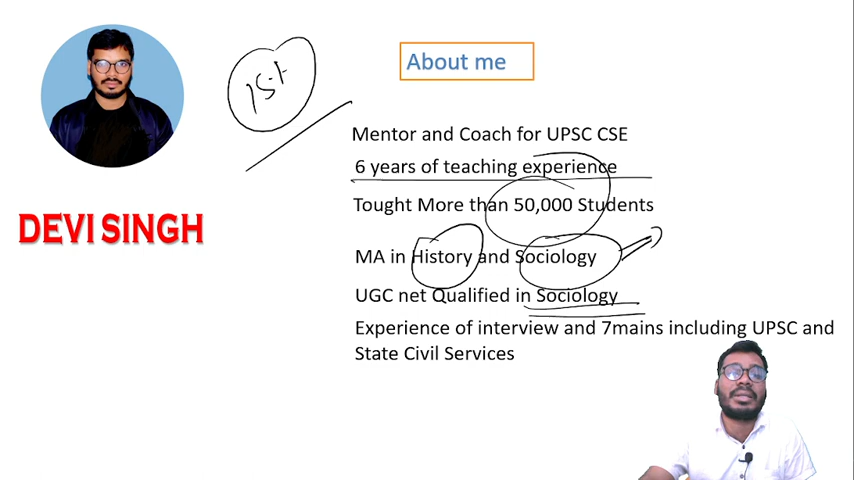 About me
Mentor and Coach for UPSC CSE
6 years of teaching experience
Tought More than 50,000 Students
DEVI SINGH
MA in History and Sociology
UGC net Qualified in Sociology
Experience of interview and 7mains including UPSC and
State Civil Services